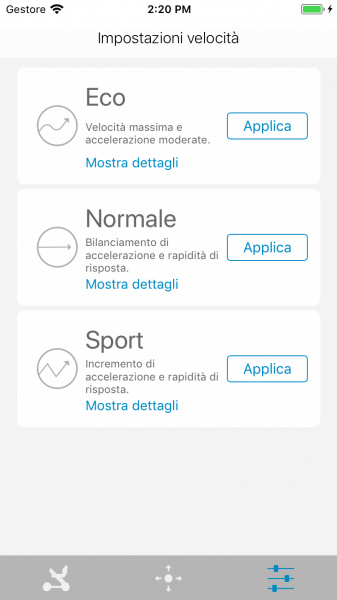 Gestore 2:20 PM
Impostazioni velocità
Eco
Velocità massima e
accelerazione moderate.
Applica
Mostra dettagli
Normale
Bilanciamento di
accelerazione e rapidità di
risposta.
Applica
Mostra dettagli
Sport
Incremento di
accelerazione e rapidità di
risposta.
Applica
Mostra dettagli